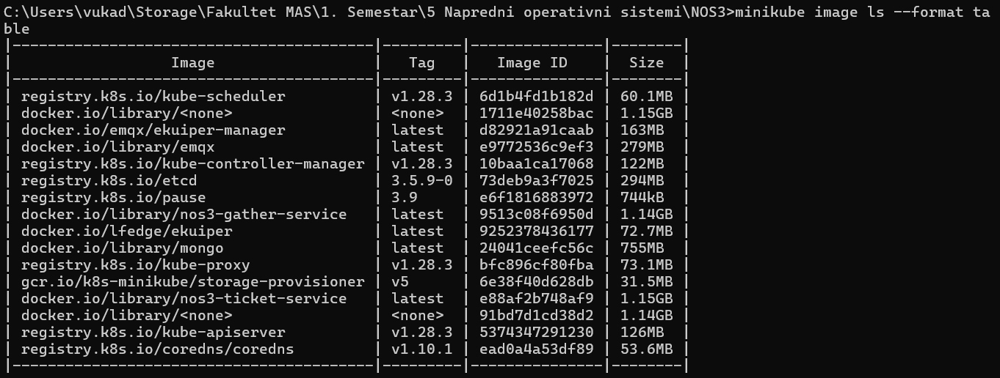 C:\Users\vukad\Storage\Fakultet MAS\1. Semestar\5 Napredni operativni sistemi\NOS3>minikube image ls --format ta
ble
|-----------------------------------------|---------|---------------|--------|
|                  Image                  |   Tag   |   Image ID    |  Size  |
|-----------------------------------------|---------|---------------|--------|
| registry.k8s.io/kube-scheduler          | v1.28.3 | 6d1b4fd1b182d | 60.1MB |
| docker.io/library/<none>                | <none>  | 1711e40258bac | 1.15GB |
| docker.io/emqx/ekuiper-manager          | latest  | d82921a91caab | 163MB  |
| docker.io/library/emqx                  | latest  | e9772536c9ef3 | 279MB  |
| registry.k8s.io/kube-controller-manager | v1.28.3 | 10baa1ca17068 | 122MB  |
| registry.k8s.io/etcd                    | 3.5.9-0 | 73deb9a3f7025 | 294MB  |
| registry.k8s.io/pause                   | 3.9     | e6f1816883972 | 744kB  |
| docker.io/library/nos3-gather-service   | latest  | 9513c08f6950d | 1.14GB |
| docker.io/lfedge/ekuiper                | latest  | 9252378436177 | 72.7MB |
| docker.io/library/mongo                 | latest  | 24041ceefc56c | 755MB  |
| registry.k8s.io/kube-proxy              | v1.28.3 | bfc896cf80fba | 73.1MB |
| gcr.io/k8s-minikube/storage-provisioner | v5      | 6e38f40d628db | 31.5MB |
| docker.io/library/nos3-ticket-service   | latest  | e88af2b748af9 | 1.15GB |
| docker.io/library/<none>                | <none>  | 91bd7d1cd38d2 | 1.14GB |
| registry.k8s.io/kube-apiserver          | v1.28.3 | 5374347291230 | 126MB  |
| registry.k8s.io/coredns/coredns         | v1.10.1 | ead0a4a53df89 | 53.6MB |
|-----------------------------------------|---------|---------------|--------|